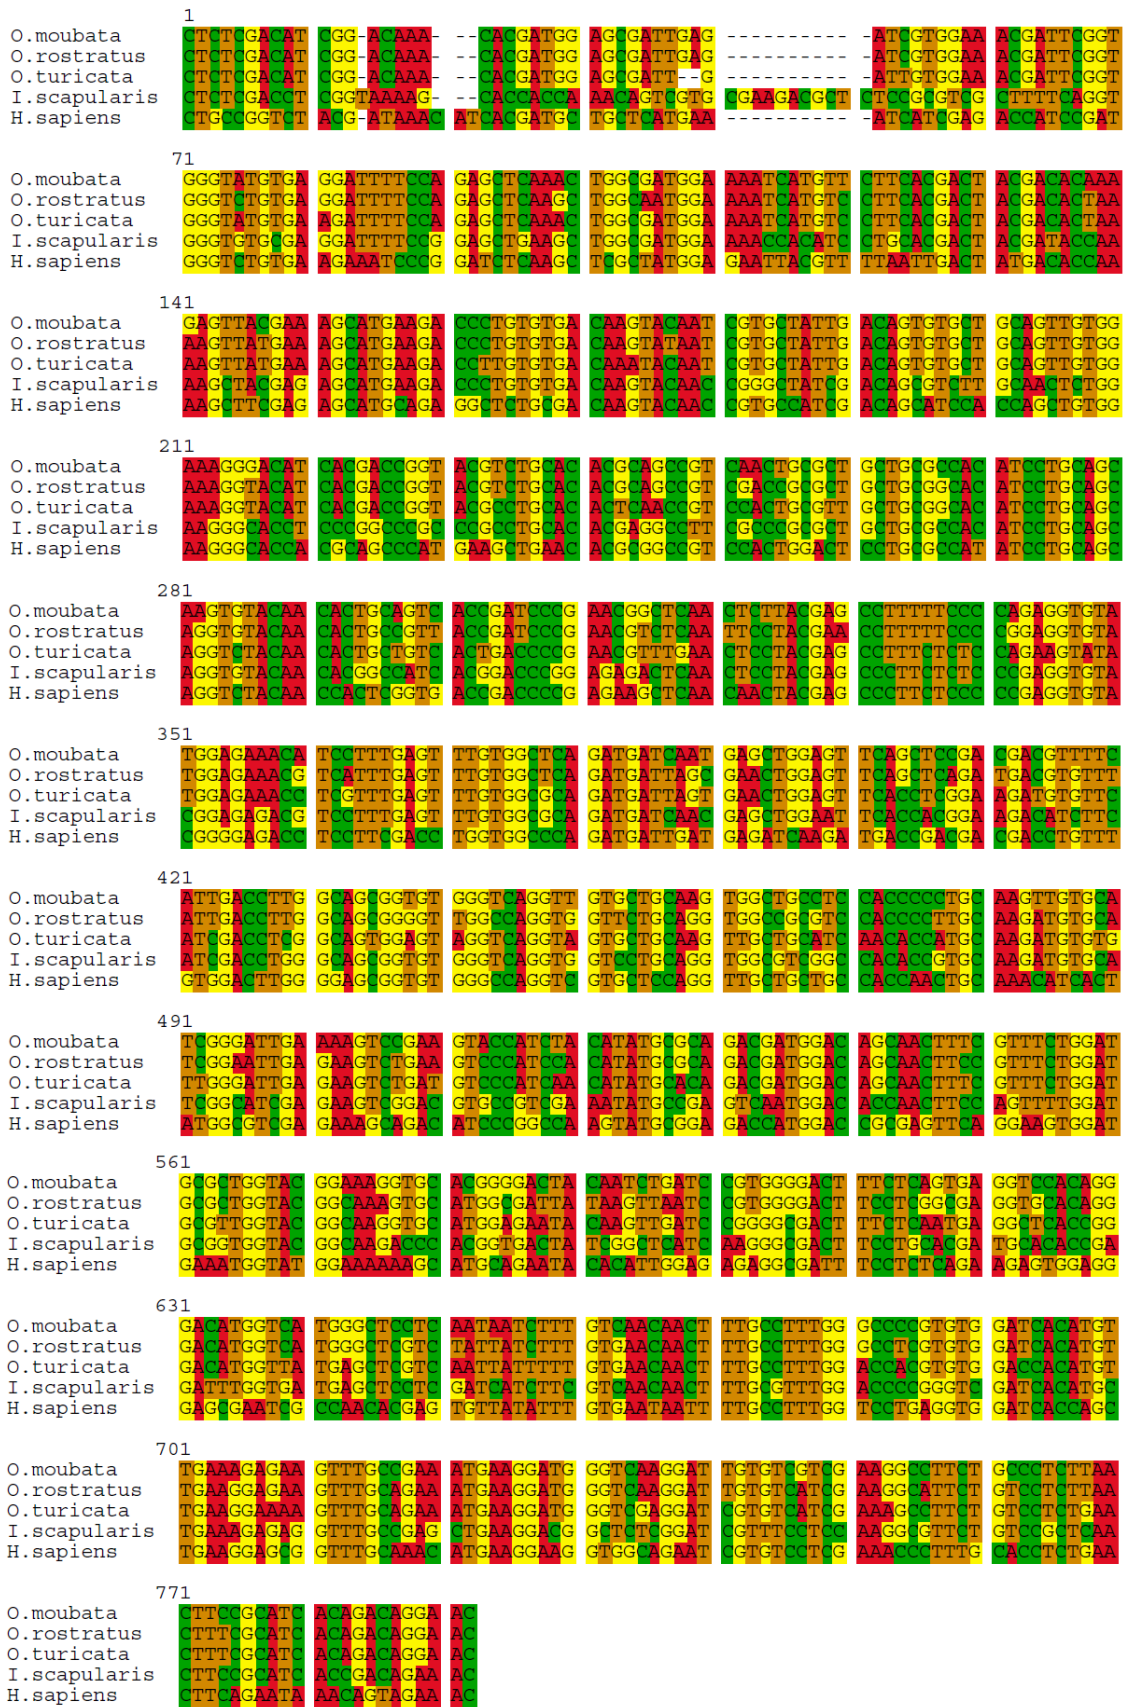 1
O.moubata CTCTCGACAT CGG-ACAAA- --CACGATGG AGCGATTGAG ---------- -ATCGTGGAA ACGATTCGGT
O.rostratus CTCTCGACAT CGG-ACAAA- --CACGATGG AGCGATTGAG ---------- -ATCGTGGAA ACGATTCGGT
O.turicata CTCTCGACAT CGG-ACAAA- --CACGATGG AGCGATT--G ---------- -ATTGTGGAA ACGATTCGGT
I.scapularis CTCTCGACCT CGGTAAAAG- --CACCACCA AACAGTCGTG CGAAGACGCT CTCCGCGTCG CTTTTCAGGT
H.sapiens CTGCCGGTCT ACG-ATAAAC ATCACGATGC TGCTCATGAA ---------- -ATCATCGAG ACCATCCGAT
71
O.moubata GGGTATGTGA GGATTTTCCA GAGCTCAAAC TGGCGATGGA AAATCATGTT CTTCACGACT ACGACACAAA
O.rostratus GGGTCTGTGA GGATTTTCCA GAGCTCAAGC TGGCAATGGA AAATCATGTC CTTCACGACT ACGACACTAA
O.turicata GGGTATGTGA AGATTTTCCA GAGCTCAAAC TGGCGATGGA AAATCATGTC CTTCACGACT ACGACACTAA
I.scapularis GGGTGTGCGA GGATTTTCCG GAGCTGAAGC TGGCGATGGA AAACCACATC CTGCACGACT ACGATACCAA
H.sapiens GGGTCTGTGA AGAAATCCCG GATCTCAAGC TCGCTATGGA GAATTACGTT TTAATTGACT ATGACACCAA
141
O.moubata GAGTTACGAA AGCATGAAGA CCCTGTGTGA CAAGTACAAT CGTGCTATTG ACAGTGTGCT GCAGTTGTGG
O.rostratus AAGTTATGAA AGCATGAAGA CCCTGTGTGA CAAGTATAAT CGTGCTATTG ACAGTGTGCT GCAGTTGTGG
O.turicata AAGTTATGAA AGCATGAAGA CCTTGTGTGA CAAATACAAT CGTGCTATTG ACAGTGTGCT GCAGTTGTGG
I.scapularis AAGCTACGAG AGCATGAAGA CCCTGTGTGA CAAGTACAAC CGGGCTATCG ACAGCGTCTT GCAACTCTGG
H.sapiens AAGCTTCGAG AGCATGCAGA GGCTCTGCGA CAAGTACAAC CGTGCCATCG ACAGCATCCA CCAGCTGTGG
211
O.moubata AAAGGGACAT CACGACCGGT ACGTCTGCAC ACGCAGCCGT CAACTGCGCT GCTGCGCCAC ATCCTGCAGC
O.rostratus AAAGGTACAT CACGACCGGT ACGTCTGCAC ACGCAGCCGT CGACCGCGCT GCTGCGGCAC ATCCTGCAGC
O.turicata AAAGGTACAT CACGACCGGT ACGCCTGCAC ACTCAACCGT CCACTGCGTT GCTGCGGCAC ATCCTGCAGC
I.scapularis AAGGGCACCT CCCGGCCCGC CCGCCTGCAC ACGAGGCCTT GCCCGCGCT GCTGCGCCAC ATCCTGCAGC
H.sapiens AAGGGCACCA CGCAGCCCAT GAAGCTGAAC ACGCGGCCGT CCACTGGACT CCTGCGCCAT ATCCTGCAGC
281
O.moubata AAGTGTACAA CACTGCAGTC ACCGATCCCG AACGGCTCAA CTCTTACGAG CCTTTTTCCC CAGAGGTGTA
O.rostratus AGGTGTACAA CACTGCCGTT ACCGATCCCG AACGTCTCAA TTCCTACGAA CCTTTTTCCC CGGAGGTGTA
O.turicata AGGTCTACAA CACTGCTGTC ACTGACCCCG AACGTTTGAA CTCCTACGAG CCTTTCTCTC CAGAAGTATA
I.scapularis AGGTGTACAA CACGGCCATC ACGGACCCGG AGAGACTCAA CTCCTACGAG CCCTTCTCCC CCGAGGTGTA
H.sapiens AGGTCTACAA CCACTCGGTG ACCGACCCCG AGAAGCTCAA CAACTACGAG CCCTTCTCCC CCGAGGTGTA
351
O.moubata TGGAGAAACA TCCTTTGAGT TTGTGGCTCA GATGATCAAT GAGCTGGAGT TCAGCTCCGA CGACGTTTTC
O.rostratus TGGAGAAACG TCATTTGAGT TTGTGGCTCA GATGATTAGC GAACTGGAGT TCAGCTCAGA TGACGTGTTT
O.turicata TGGAGAAACC TCGTTTGAGT TTGTGGCGCA GATGATTAGT GAACTGGAGT TCACCTCGGA AGATGTGTTC
I.scapularis CGGAGAGACG TCCTTTGAGT TTGTGGCGCA GATGATCAAC GAGCTGGAAT TCACCACGGA AGACATCTTC
H.sapiens CGGGGAGACC TCCTTCGACC TGGTGGCCCA GATGATTGAT GAGATCAAGA TGACCGACGA CGACCTGTTT
421
O.moubata ATTGACCTTG GCAGCGGTGT GGGTCAGGTT GTGCTGCAAG TGGCTGCCTC CACCCCCTGC AAGTTGTGCA
O.rostratus ATTGACCTTG GCAGCGGGGT TGGCCAGGTG GTTCTGCAGG TGGCCGCGTC CACCCCTTGC AAGATGTGCA
O.turicata ATCGACCTCG GCAGTGGAGT AGGTCAGGTA GTGCTGCAAG TTGCTGCATC AACACCATGC AAGATGTGTG
I.scapularis ATCGACCTGG GCAGCGGTGT GGGTCAGGTG GTCCTGCAGG TGGCGTCGGC CACACCGTGC AAGATGTGCA
H.sapiens GTGGACTTGG GGAGCGGTGT GGGCCAGGTC GTGCTCCAGG TTGCTGCTGC CACCAACTGC AAACATCACT
491
O.moubata TCGGGATTGA AAAGTCCGAA GTACCATCTA CATATGCGCA GACGATGGAC AGCAACTTTC GTTTCTGGAT
O.rostratus TCGGAATTGA GAAGTCTGAA GTCCCATCCA CATATGCGCA GACGATGGAC AGCAACTTCC GTTTCTGGAT
O.turicata TTGGGATTGA GAAGTCTGAT GTCCCATCAA CATATGCACA GACGATGGAC AGCAACTTTC GTTTCTGGAT
I.scapularis TCGGCATCGA GAAGTCGGAC GTGCCGTCGA AATATGCCGA GTCAATGGAC ACCAACTTCC AGTTTTGGAT
H.sapiens ATGGCGTCGA GAAAGCAGAC ATCCCGGCCA AGTATGCGGA GACCATGGAC CGCGAGTTCA GGAAGTGGAT
561
O.moubata GCGCTGGTAC GGAAAGGTGC ACGGGGACTA CAATCTGATC CGTGGGGACT TTCTCAGTGA GGTCCACAGG
O.rostratus GCGCTGGTAC GGCAAAGTGC ATGGCGATTA TAAGTTAATC CGTGGGGACT TCCTCGGCGA GGTGCACAGG
O.turicata GCGTTGGTAC GGCAAGGTGC ATGGAGAATA CAAGTTGATC CGGGGCGACT TTCTCAATGA GGCTCACCGG
I.scapularis GCGGTGGTAC GGCAAGACCC ACGGTGACTA TCGGCTCATC AAGGGCGACT TCCTGCACGA TGCACACCGA
H.sapiens GAAATGGTAT GGAAAAAAGC ATGCAGAATA CACATTGGAG AGAGGCGATT TCCTCTCAGA AGAGTGGAGG
631
O.moubata GACATGGTCA TGGGCTCCTC AATAATCTTT GTCAACAACT TTGCCTTTGG GCCCCGTGTG GATCACATGT
O.rostratus GACATGGTCA TGGGCTCGTC TATTATCTTT GTGAACAACT TTGCCTTTGG GCCTCGTGTG GATCACATGT
O.turicata GACATGGTTA TGAGCTCGTC AATTATTTTT GTGAACAACT TTGCCTTTGG ACCACGTGTG GACCACATGT
I.scapularis GATTTGGTGA TGAGCTCCTC GATCATCTTC GTCAACAACT TTGCGTTTGG ACCCCGGGTC GATCACATGC
H.sapiens GAGCGAATCG CCAACACGAG TGTTATATTT GTGAATAATT TTGCCTTTGG TCCTGAGGTG GATCACCAGC
701
O.moubata TGAAAGAGAA GTTTGCCGAA ATGAAGGATG GGTCAAGGAT TGTGTCGTCG AAGGCCTTCT GCCCTCTTAA
O.rostratus TGAAGGAGAA GTTTGCAGAA ATGAAGGATG GGTCAAGGAT TGTGTCATCG AAGGCATTCT GTCCTCTTAA
O.turicata TGAAGGAAAA GTTTGCAGAA ATGAAGGATG GGTCGAGGAT CGTGTCATCG AAAGCCTTCT GTCCTCTGAA
I.scapularis TGAAAGAGAG GTTTGCCGAG CTGAAGGACG GCTCTCGGAT CGTTTCCTCC AAGGCGTTCT GTCCGCTCAA
H.sapiens TGAAGGAGCG GTTTGCAAAC ATGAAGGAAG GTGGCAGAAT CGTGTCCTCG AAACCCTTTG CACCTCTGAA
771
O.moubata CTTCCGCATC ACAGACAGGA AC
O.rostratus CTTTCGCATC ACAGACAGGA AC
O.turicata CTTTCGCATC ACAGACAGGA AC
I.scapularis CTTCCGCATC ACCGACAGAA AC
H.sapiens CTTCAGAATA AACAGTAGAA AC